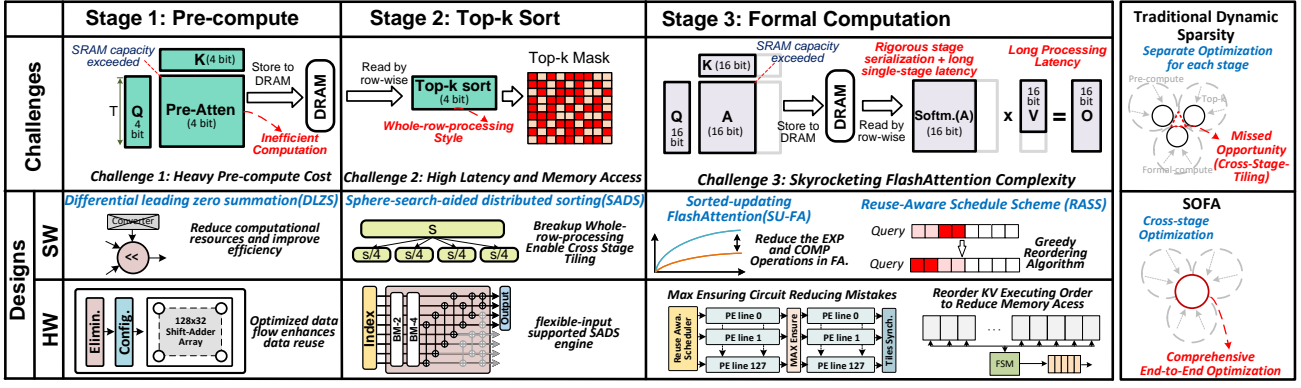 Stage 1: Pre-compute
Stage 2: Top-k Sort
Stage 3: Formal Computation
Challenges
SRAM capacity
exceeded
K (4 bit)
T
Q
4
bit
Pre-Atten
(4 bit)
Store to
DRAM
DRAM
Inefficient
Computation
Challenge 1: Heavy Pre-compute Cost
Read by
row-wise
Top-k sort
(4 bit)
Top-k Mask
Whole-row-processing
Style
Challenge 2: High Latency and Memory Access
SRAM capacity
exceeded
K (16 bit)
Q
16
bit
A
(16 bit)
Store to
DRAM
DRAM
Read by
row-wise
Rigorous stage
serialization + long
single-stage latency
Softm.(A)
(16 bit)
x
Long Processing
Latency
16
bit
V
=
16
bit
O
Challenge 3: Skyrocketing FlashAttention Complexity
Designs
SW
Differential leading zero summation(DLZS)
Converter
<<
Reduce computational
resources and improve
efficiency
Sphere-search-aided distributed sorting(SADS)
S
s/4
s/4
s/4
s/4
Breakup Whole-
row-processing
Enable Cross Stage
Tiling
Sorted-updating
FlashAttention(SU-FA)
Reduce the EXP
and COMP
Operations in FA.
Reuse-Aware Schedule Scheme (RASS)
Query
Query
Greedy
Reordering
Algorithm
HW
Elimin.
Config.
128x32
Shift-Adder
Array
Optimized data
flow enhances
data reuse
Index
BM-2
BM-4
Output
flexible-input
supported SADS
engine
Max Ensuring Circuit Reducing Mistakes
Reuse Awa.
Scheduler
PE line 0
PE line 1
PE line 127
MAX Ensure
PE line 0
PE line 1
PE line 127
Tiles Synch.
Reorder KV Executing Order
to Reduce Memory Acess
...
FSM
Traditional Dynamic
Sparsity
Separate Optimization
for each stage
Pre-compute
Top-k
Formal-compute
Missed
Opportunity
(Cross-Stage-
Tiling)
SOFA
Cross-stage
Optimization
Comprehensive
End-to-End Optimization